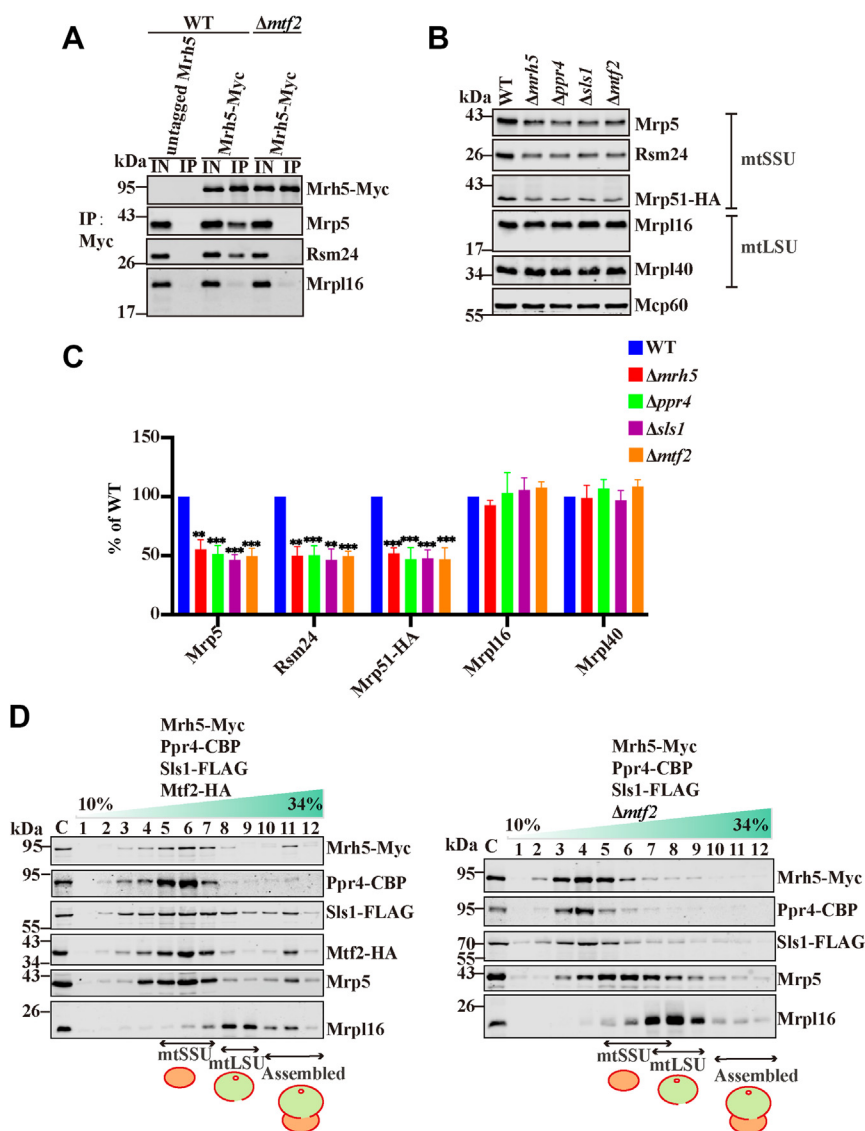 A
WT Δmtf2
untagged Mrh5
Mrh5-Myc
Mrh5-Myc
kDa IN IP IN IP IN IP
95 Mrh5-Myc
IP: Myc
43 Mrp5
Rsm24
26
Mrpl16
17
B
WT Δmrh5 Δppr4 Δsls1 Δmtf2
kDa
43 Mrp5
26 Rsm24
43
Mrp51-HA
mtSSU
Mrpl16
17
34 Mrpl40
mtLSU
Mcp60
55
C
WT
Δmrh5
Δppr4
Δsls1
Δmtf2
% of WT
150
100
50
0
** *** *** ***
** *** ** ***
*** *** *** ***
Mrp5 Rsm24 Mrp51-HA Mrpl16 Mrpl40
D
Mrh5-Myc
Ppr4-CBP
Sls1-FLAG
Mtf2-HA
10% 34%
kDa C 1 2 3 4 5 6 7 8 9 10 11 12
95 Mrh5-Myc
95 Ppr4-CBP
Sls1-FLAG
55
43 Mtf2-HA
34
43 Mrp5
26
Mrpl16
mtSSU
mtLSU
Assembled
Mrh5-Myc
Ppr4-CBP
Sls1-FLAG
Δmtf2
10% 34%
kDa C 1 2 3 4 5 6 7 8 9 10 11 12
95 Mrh5-Myc
95 Ppr4-CBP
70 Sls1-FLAG
55
43 Mrp5
26
Mrpl16
mtSSU
mtLSU
Assembled